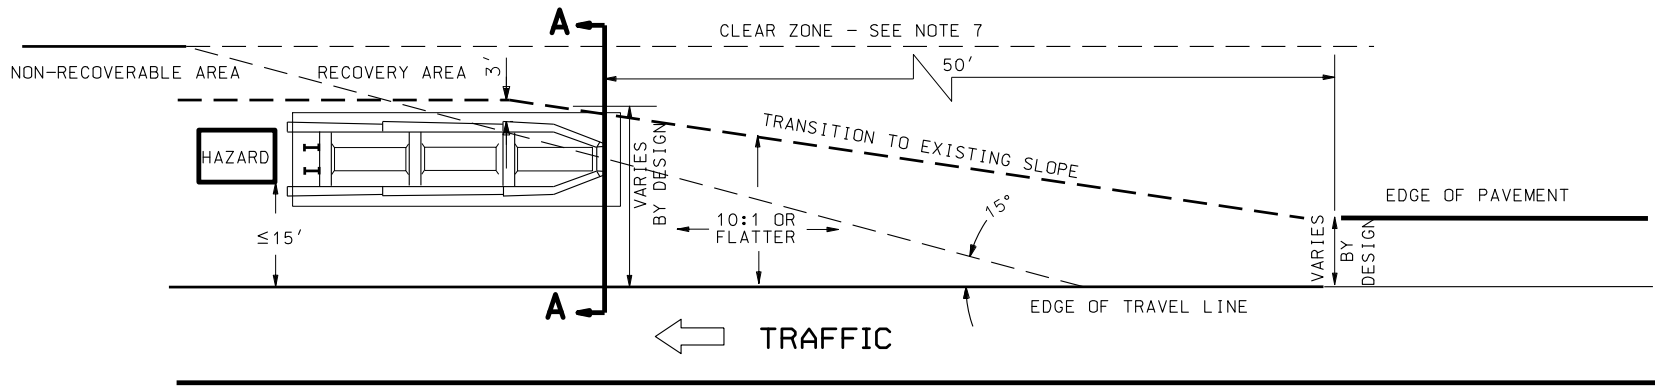 A
CLEAR ZONE - SEE NOTE 7
NON-RECOVERABLE AREA
RECOVERY AREA
3'
50'
TRANSITION TO EXISTING SLOPE
HAZARD
VARIES
BY DESIGN
≤15'
10:1 OR
FLATTER
15°
EDGE OF PAVEMENT
VARIES
BY
DESIGN
A
EDGE OF TRAVEL LINE
TRAFFIC